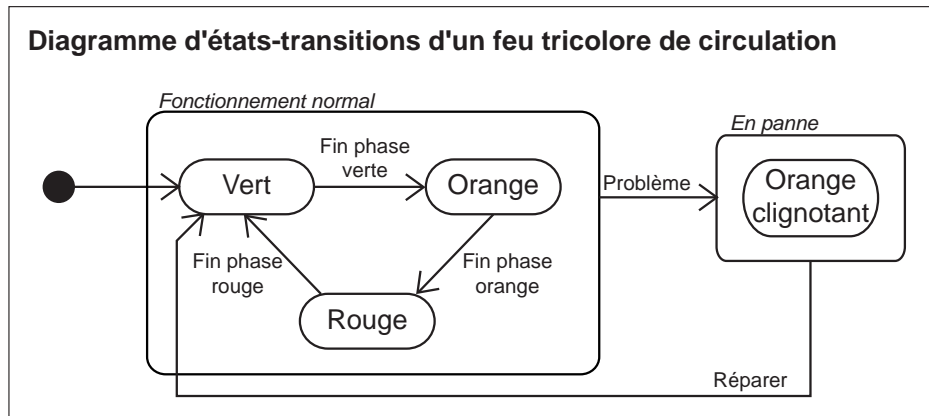 Diagramme d'états-transitions d'un feu tricolore de circulation
Fonctionnement normal
En panne
Fin phase
verte
Vert
Orange
Problème
Orange
clignotant
Fin phase
rouge
Fin phase
orange
Rouge
Réparer